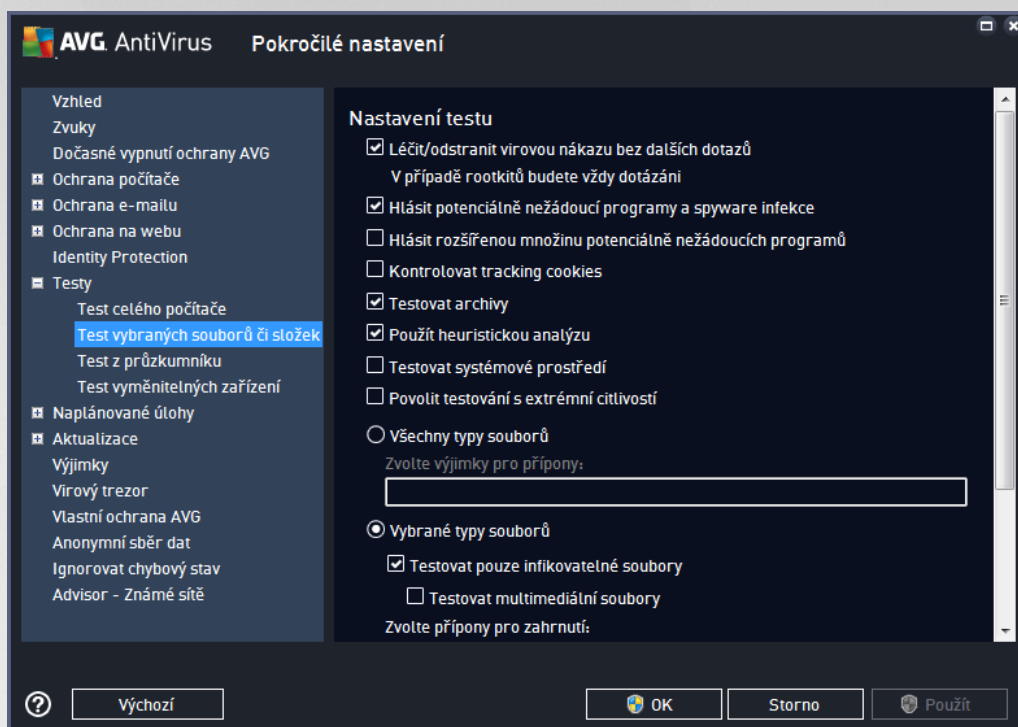 AVG. AntiVirus Pokročilé nastavení
Vzhled
Zvuky
Dočasné vypnutí ochrany AVG
Ochrana počítače
Ochrana e-mailu
Ochrana na webu
Identity Protection
Testy
Test celého počítače
Test vybraných souborů či složek
Test z průzkumníku
Test vyměnitelných zařízení
Naplánované úlohy
Aktualizace
Výjimky
Virový trezor
Vlastní ochrana AVG
Anonymní sběr dat
Ignorovat chybový stav
Advisor - Známé sítě
Nastavení testu
Léčit/odstranit virovou nákazu bez dalších dotazů
V případě rootkitů budete vždy dotázáni
Hlásit potenciálně nežádoucí programy a spyware infekce
Hlásit rozšířenou množinu potenciálně nežádoucích programů
Kontrolovat tracking cookies
Testovat archivy
Použít heuristickou analýzu
Testovat systémové prostředí
Povolit testování s extrémní citlivostí
Všechny typy souborů
Zvolte výjimky pro přípony:
Vybrané typy souborů
Testovat pouze infikovatelné soubory
Testovat multimediální soubory
Zvolte přípony pro zahrnutí:
? Výchozí OK Storno Použít